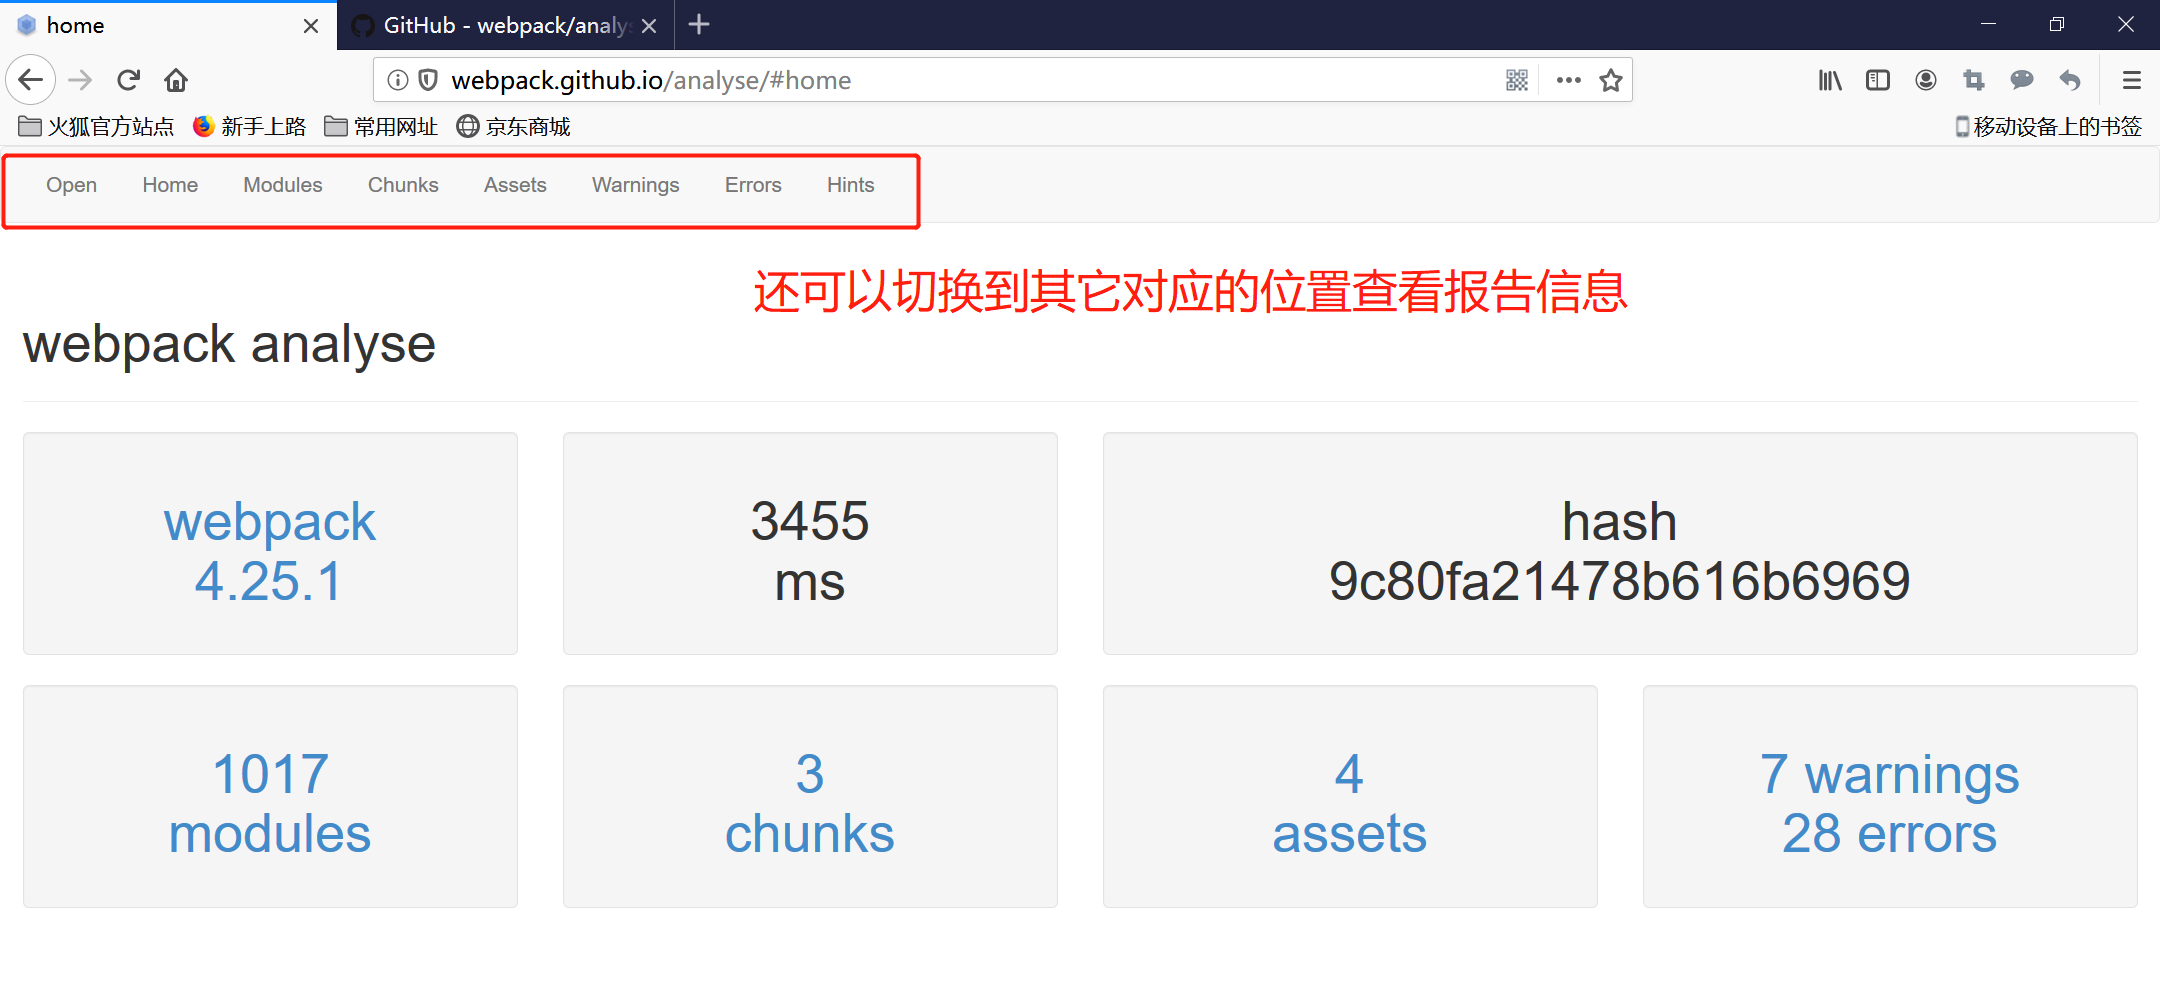 home
GitHub - webpack/analys
webpack.github.io/analyse/#home
火狐官方站点 新手上路 常用网址 京东商城 移动设备上的书签
Open Home Modules Chunks Assets Warnings Errors Hints
还可以切换到其它对应的位置查看报告信息
webpack analyse
webpack
4.25.1
3455
ms
hash
9c80fa21478b616b6969
1017
modules
3
chunks
4
assets
7 warnings
28 errors